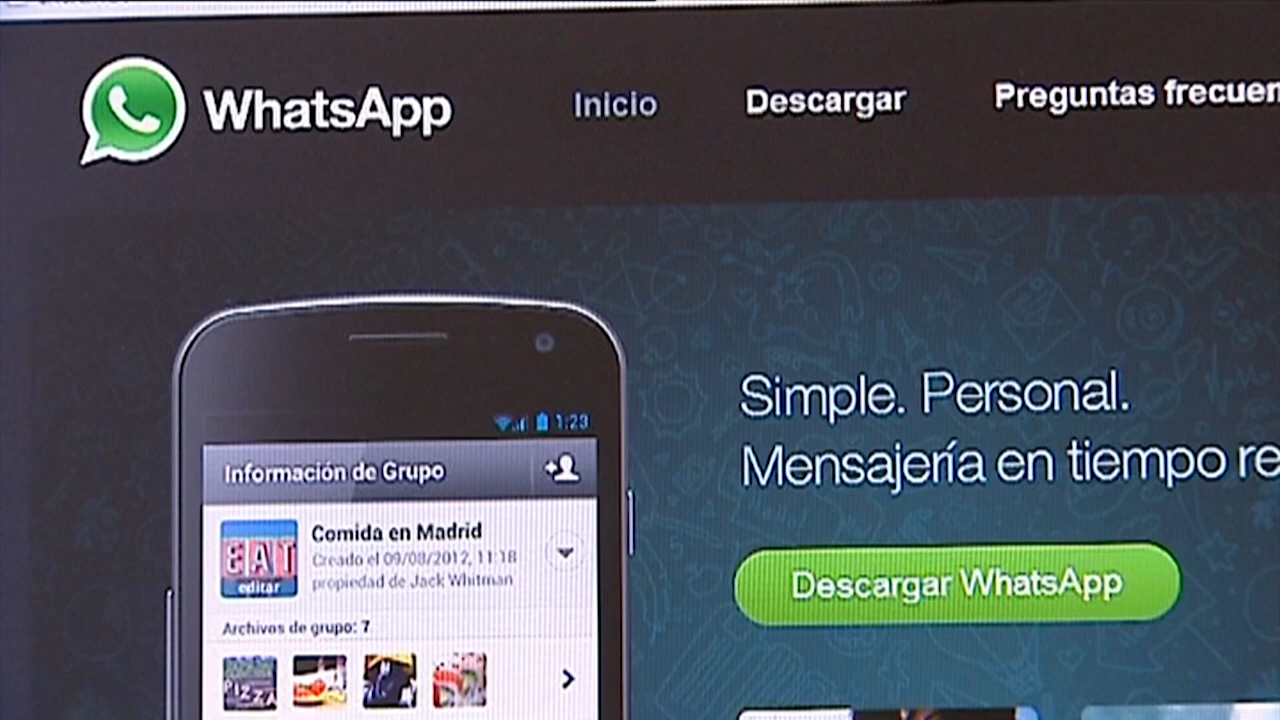 WhatsApp
Inicio
Descargar
Preguntas frecuen
1:23
Información de Grupo
EAT
editar
Comida en Madrid
Creado el 09/08/2012, 11:18
propiedad de Jack Whitman
Archivos de grupo: 7
PIZZA
Simple. Personal.
Mensajería en tiempo re
Descargar WhatsApp